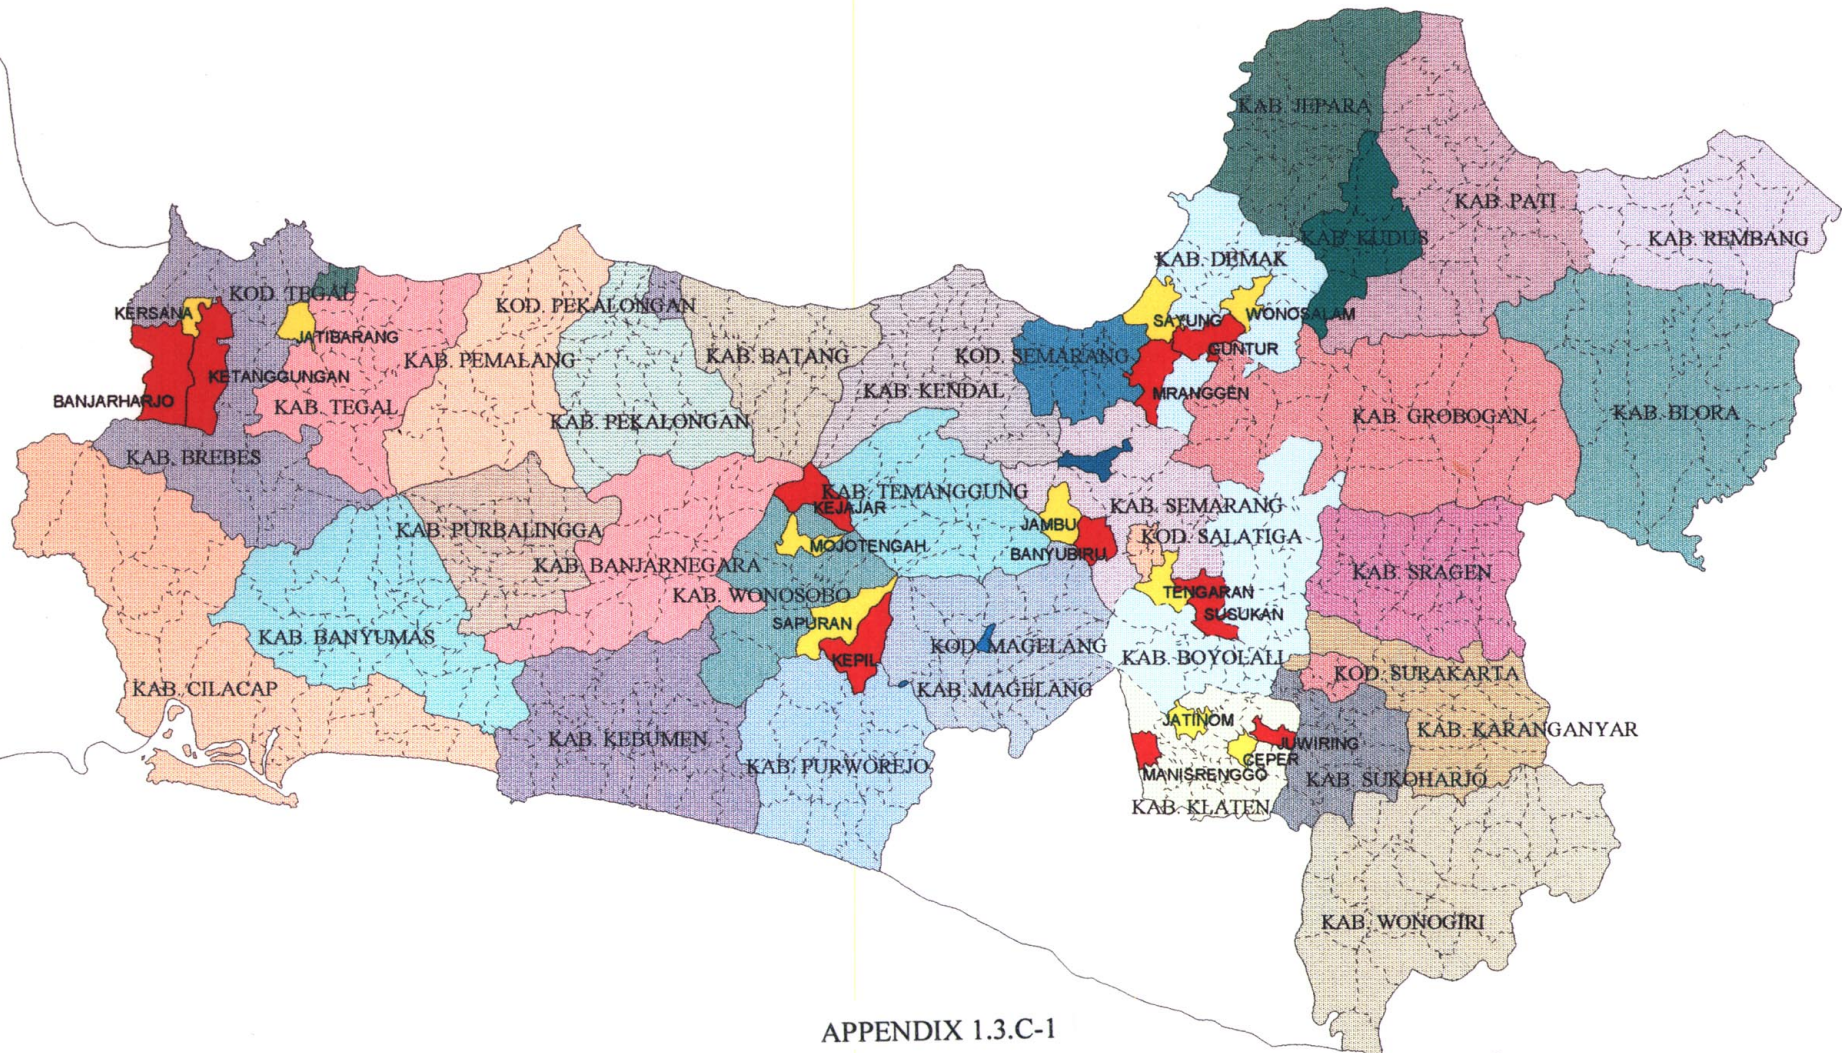 KAB. JEPARA
KAB. PATI
KAB. KUDUS
KAB. REMBANG
KAB. DEMAK
KOD. TEGAL
KERSANA
KOD. PEKALONGAN
SAYUNG
WONOSALAM
JATIBARANG
GUNTUR
KAB. PEMALANG
KAB. BATANG
KOD. SEMARANG
KETANGGUNGAN
KAB. KENDAL
MRANGGEN
BANJARHARJO
KAB. TEGAL
KAB. PEKALONGAN
KAB. GROBOGAN
KAB. BLORA
KAB. BREBES
KAB. TEMANGGUNG
KEJAJAR
KAB. SEMARANG
KAB. PURBALINGGA
JAMBU
KOD. SALATIGA
MOJOTENGAH
BANYUBIRU
KAB. BANJARNEGARA
KAB. SRAGEN
KAB. WONOSOBO
TENGARAN
SUSUKAN
SAPURAN
KAB. BANYUMAS
KOD. MAGELANG
KEPIL
KAB. BOYOLALI
KOD. SURAKARTA
KAB. CILACAP
KAB. MAGELANG
JATINOM
KAB. KARANGANYAR
KAB. KEBUMEN
JUWIRING
CEPER
KAB. PURWOREJO
MANISRENGGO
KAB. SUKOHARJO
KAB. KLATEN
KAB. WONOGIRI
APPENDIX 1.3.C-1